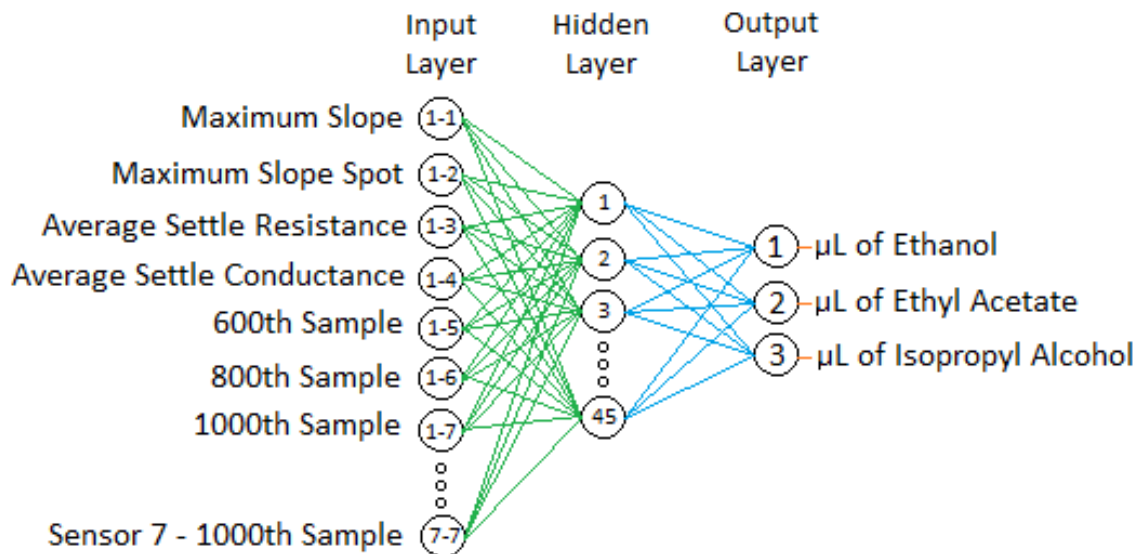 Input Layer
Hidden Layer
Output Layer
Maximum Slope 1-1
Maximum Slope Spot 1-2
Average Settle Resistance 1-3
Average Settle Conductance 1-4
600th Sample 1-5
800th Sample 1-6
1000th Sample 1-7
Sensor 7 - 1000th Sample 7-7
1
2
3
45
1 µL of Ethanol
2 µL of Ethyl Acetate
3 µL of Isopropyl Alcohol